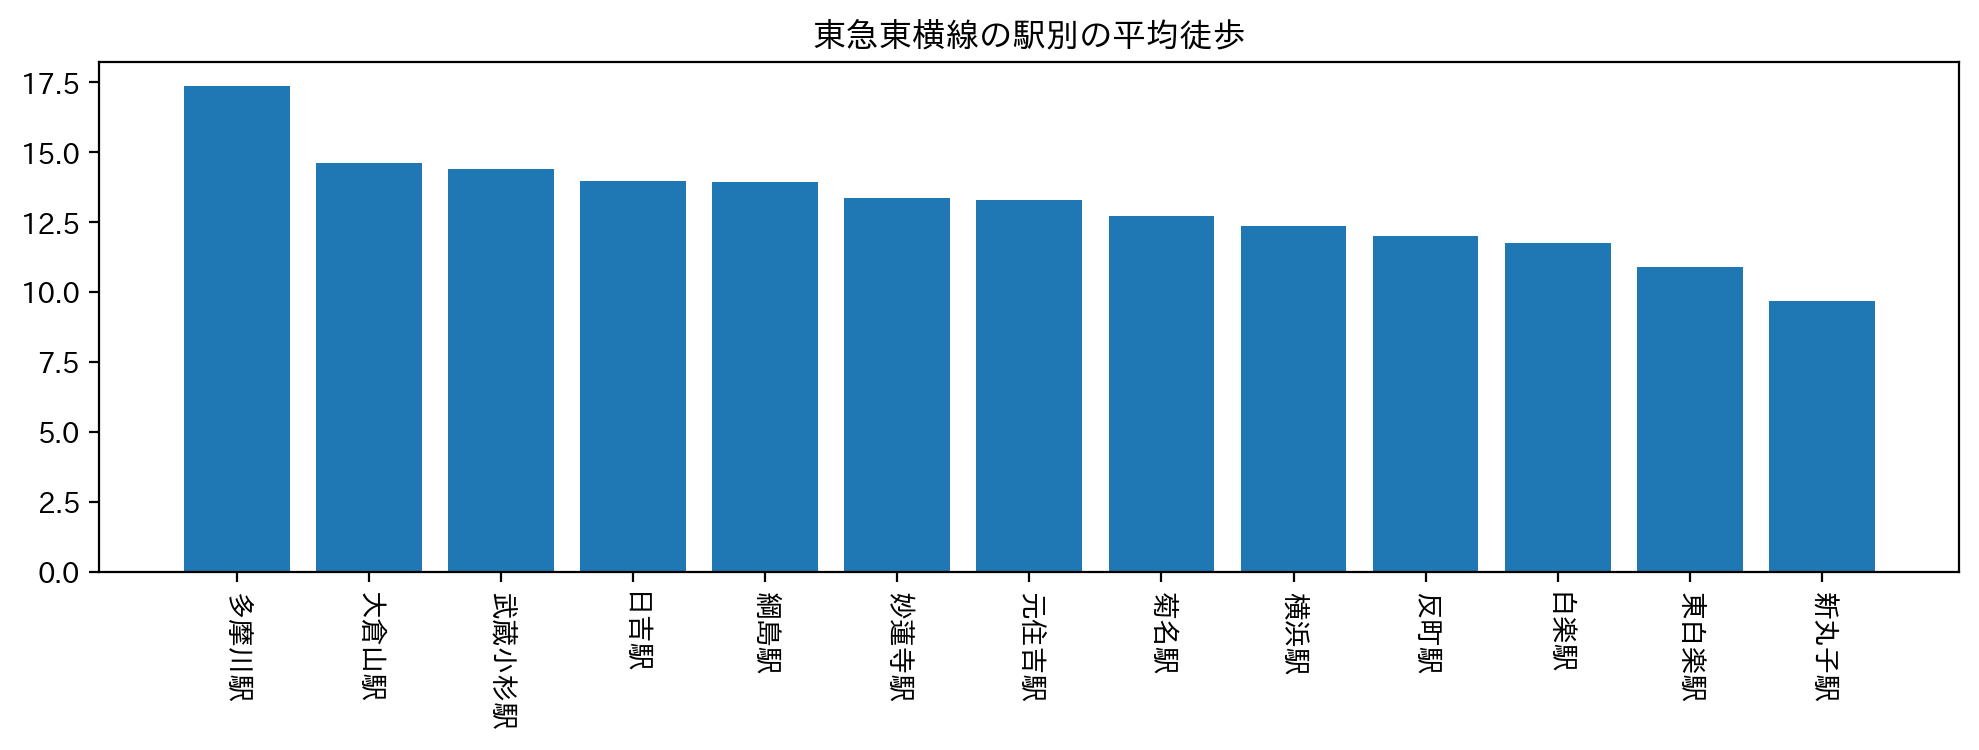 東急東横線の駅別の平均徒歩
17.5
15.0
12.5
10.0
7.5
5.0
2.5
0.0
多摩川駅
大倉山駅
武蔵小杉駅
日吉駅
綱島駅
妙蓮寺駅
元住吉駅
菊名駅
横浜駅
反町駅
白楽駅
東白楽駅
新丸子駅